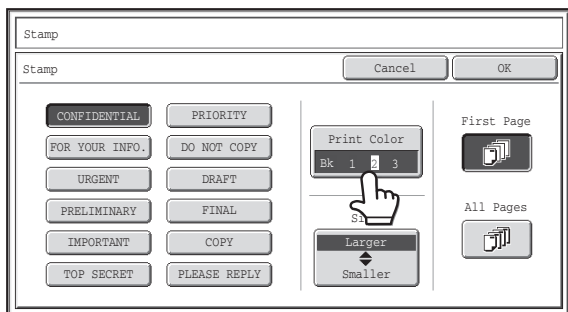 Stamp
Stamp
Cancel
OK
CONFIDENTIAL
PRIORITY
FOR YOUR INFO.
DO NOT COPY
URGENT
DRAFT
PRELIMINARY
FINAL
IMPORTANT
COPY
TOP SECRET
PLEASE REPLY
Print Color
Bk 1 2 3
Larger
Smaller
First Page
All Pages